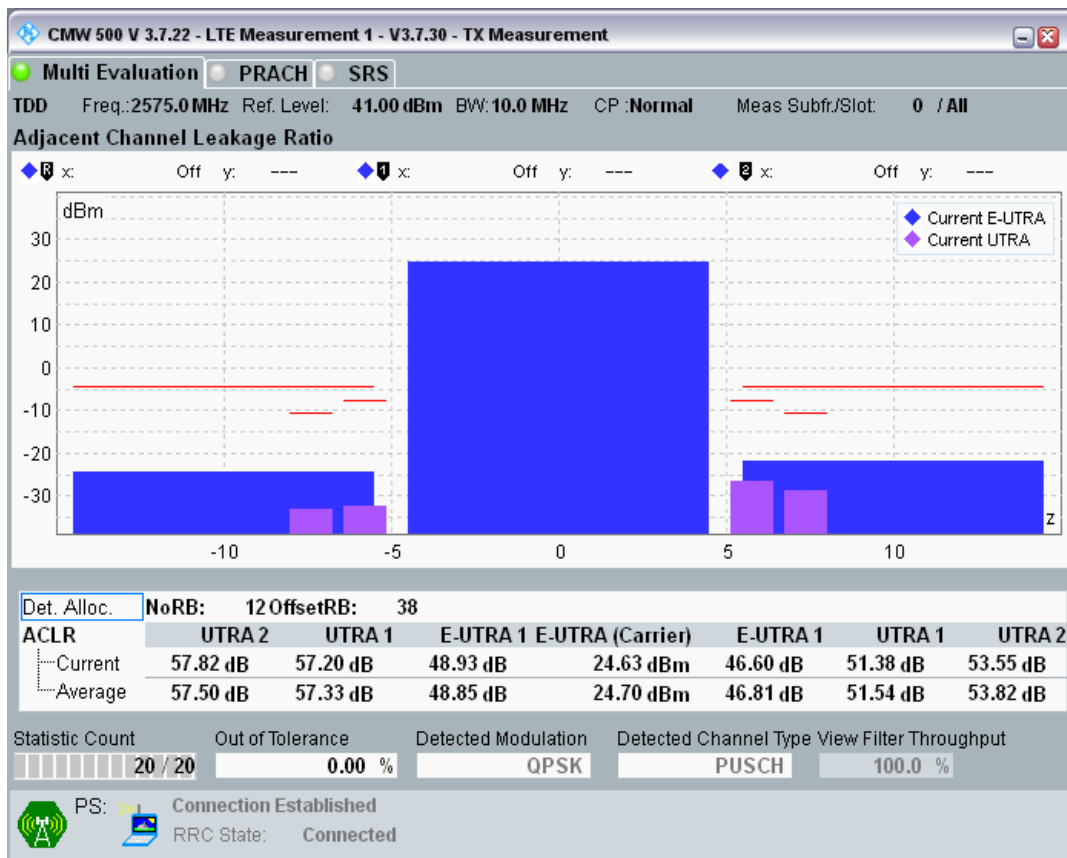 CMW 500 V 3.7.22 - LTE Measurement 1 - V3.7.30 - TX Measurement
Multi Evaluation PRACH SRS
TDD Freq.:2575.0 MHz Ref. Level: 41.00 dBm BW:10.0 MHz CP :Normal Meas Subfr./Slot: 0 / All
Adjacent Channel Leakage Ratio
R x: Off y: --- 1 x: Off y: --- 2 x: Off y: ---
dBm
Current E-UTRA
Current UTRA
30
20
10
0
-10
-20
-30
z
-10 -5 0 5 10
Det. Alloc. NoRB: 12 OffsetRB: 38
ACLR UTRA 2 UTRA 1 E-UTRA 1 E-UTRA (Carrier) E-UTRA 1 UTRA 1 UTRA 2
Current 57.82 dB 57.20 dB 48.93 dB 24.63 dBm 46.60 dB 51.38 dB 53.55 dB
Average 57.50 dB 57.33 dB 48.85 dB 24.70 dBm 46.81 dB 51.54 dB 53.82 dB
Statistic Count Out of Tolerance Detected Modulation Detected Channel Type View Filter Throughput
20 / 20 0.00 % QPSK PUSCH 100.0 %
PS: Connection Established
RRC State: Connected